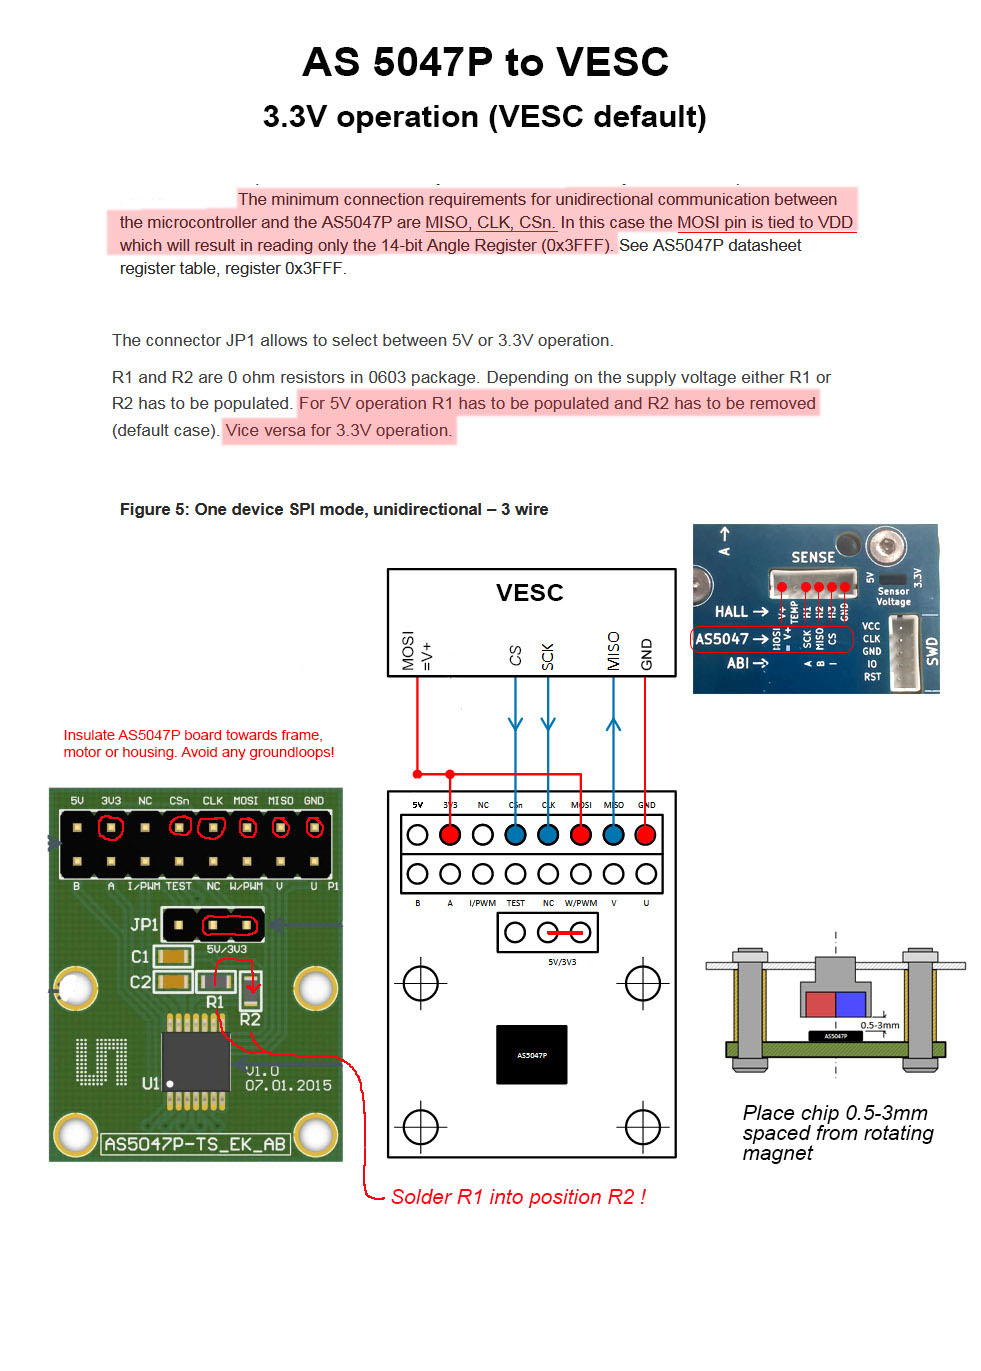 AS 5047P to VESC
3.3V operation (VESC default)
The minimum connection requirements for unidirectional communication between
the microcontroller and the AS5047P are MISO, CLK, CSn. In this case the MOSI pin is tied to VDD
which will result in reading only the 14-bit Angle Register (0x3FFF). See AS5047P datasheet
register table, register 0x3FFF.
The connector JP1 allows to select between 5V or 3.3V operation.
R1 and R2 are 0 ohm resistors in 0603 package. Depending on the supply voltage either R1 or
R2 has to be populated. For 5V operation R1 has to be populated and R2 has to be removed
(default case). Vice versa for 3.3V operation.
Figure 5: One device SPI mode, unidirectional – 3 wire
VESC
MOSI
=V+
CS
SCK
MISO
GND
A
SENSE
5V
3.3V
Sensor
Voltage
HALL
V+ TEMP H1 H2 H3 GND
AS5047
MOSI = V+ SCK MISO CS
ABI
A B I
VCC
CLK
GND
IO
RST
SWD
Insulate AS5047P board towards frame,
motor or housing. Avoid any groundloops!
5V 3V3 NC CSn CLK MOSI MISO GND
B A I/PWM TEST NC W/PWM V U P1
JP1
5V/3V3
C1
C2
R1
R2
U1
V1.0
07.01.2015
AS5047P-TS_EK_AB
5V 3V3 NC CSn CLK MOSI MISO GND
B A I/PWM TEST NC W/PWM V U
5V/3V3
AS5047P
0.5-3mm
AS5047P
Place chip 0.5-3mm
spaced from rotating
magnet
Solder R1 into position R2 !